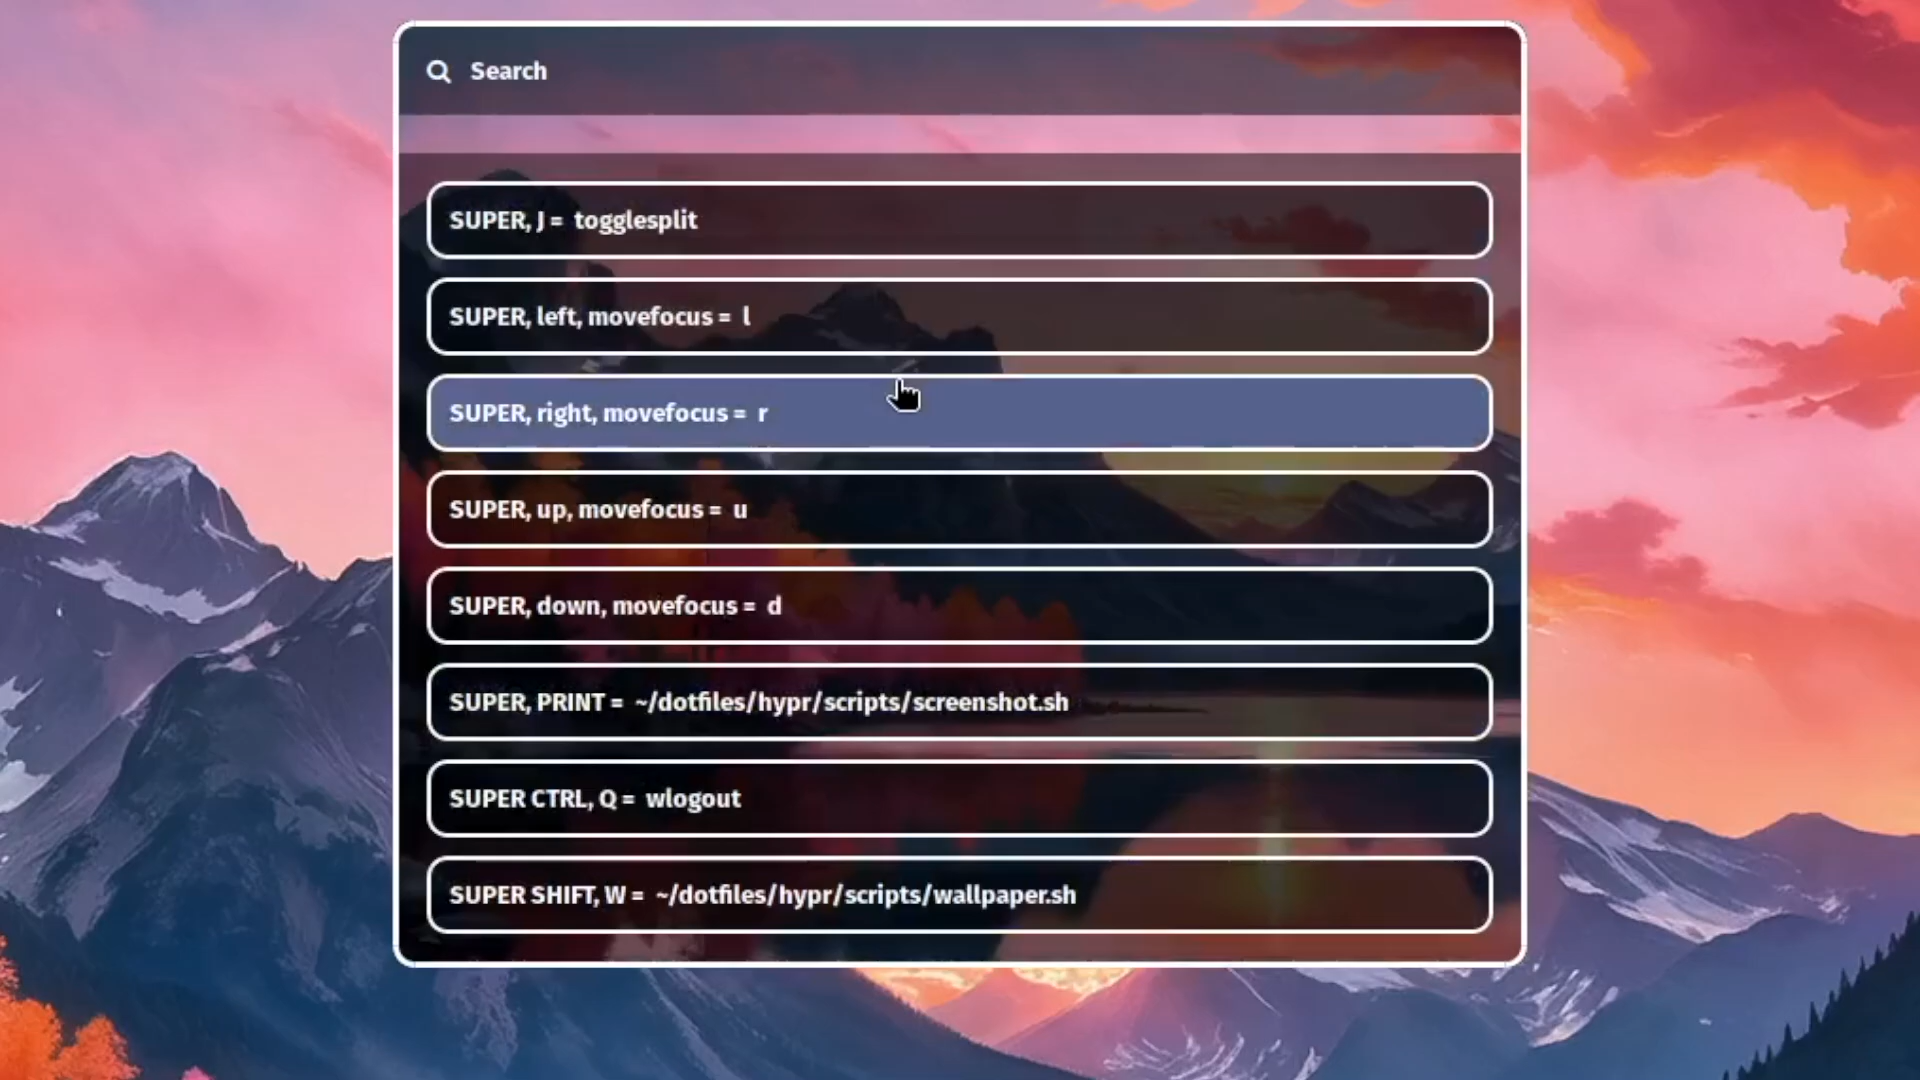 Search
SUPER, J = togglesplit
SUPER, left, movefocus = l
SUPER, right, movefocus = r
SUPER, up, movefocus = u
SUPER, down, movefocus = d
SUPER, PRINT = ~/dotfiles/hypr/scripts/screenshot.sh
SUPER CTRL, Q = wlogout
SUPER SHIFT, W = ~/dotfiles/hypr/scripts/wallpaper.sh